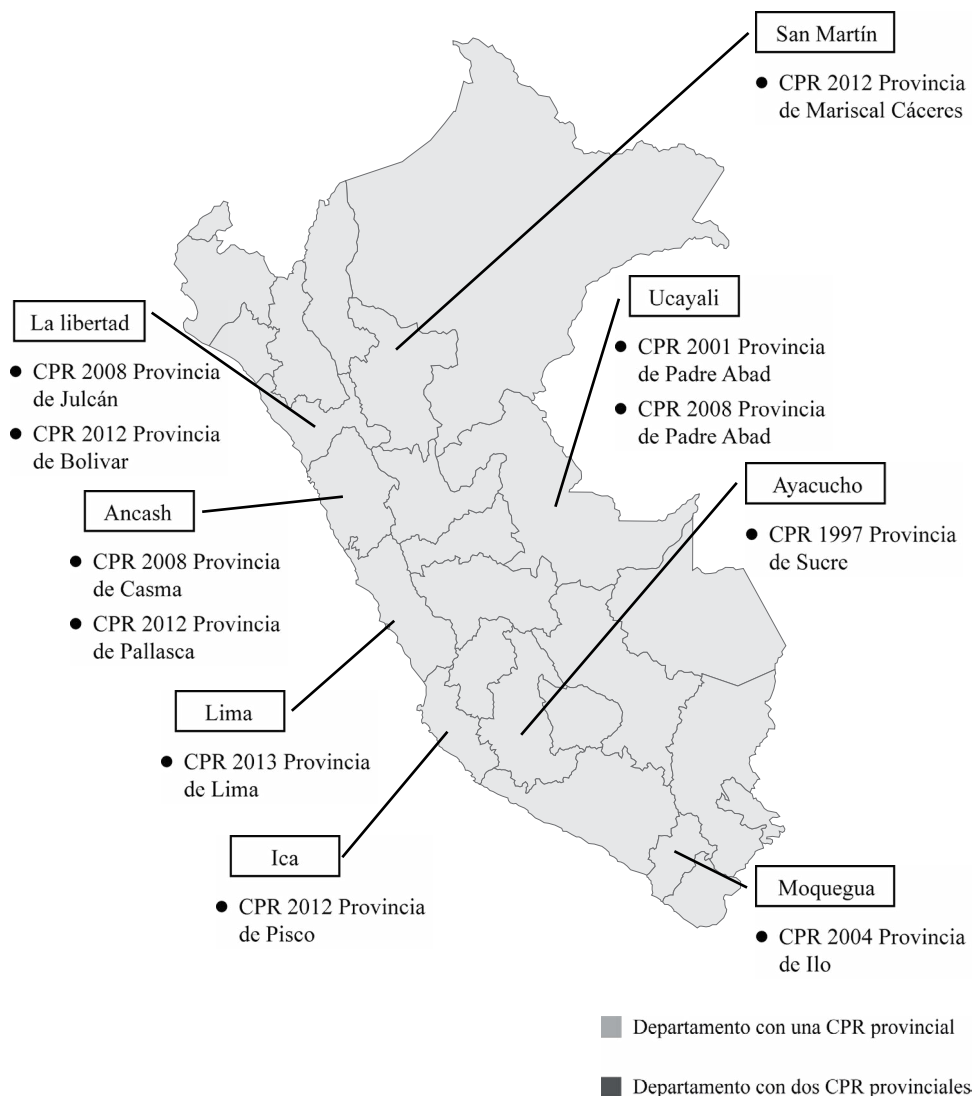 San Martín
● CPR 2012 Provincia
de Mariscal Cáceres
La libertad
● CPR 2008 Provincia
de Julcán
● CPR 2012 Provincia
de Bolivar
Ucayali
● CPR 2001 Provincia
de Padre Abad
● CPR 2008 Provincia
de Padre Abad
Ancash
● CPR 2008 Provincia
de Casma
● CPR 2012 Provincia
de Pallasca
Ayacucho
● CPR 1997 Provincia
de Sucre
Lima
● CPR 2013 Provincia
de Lima
Ica
● CPR 2012 Provincia
de Pisco
Moquegua
● CPR 2004 Provincia
de Ilo
Departamento con una CPR provincial
Departamento con dos CPR provinciales